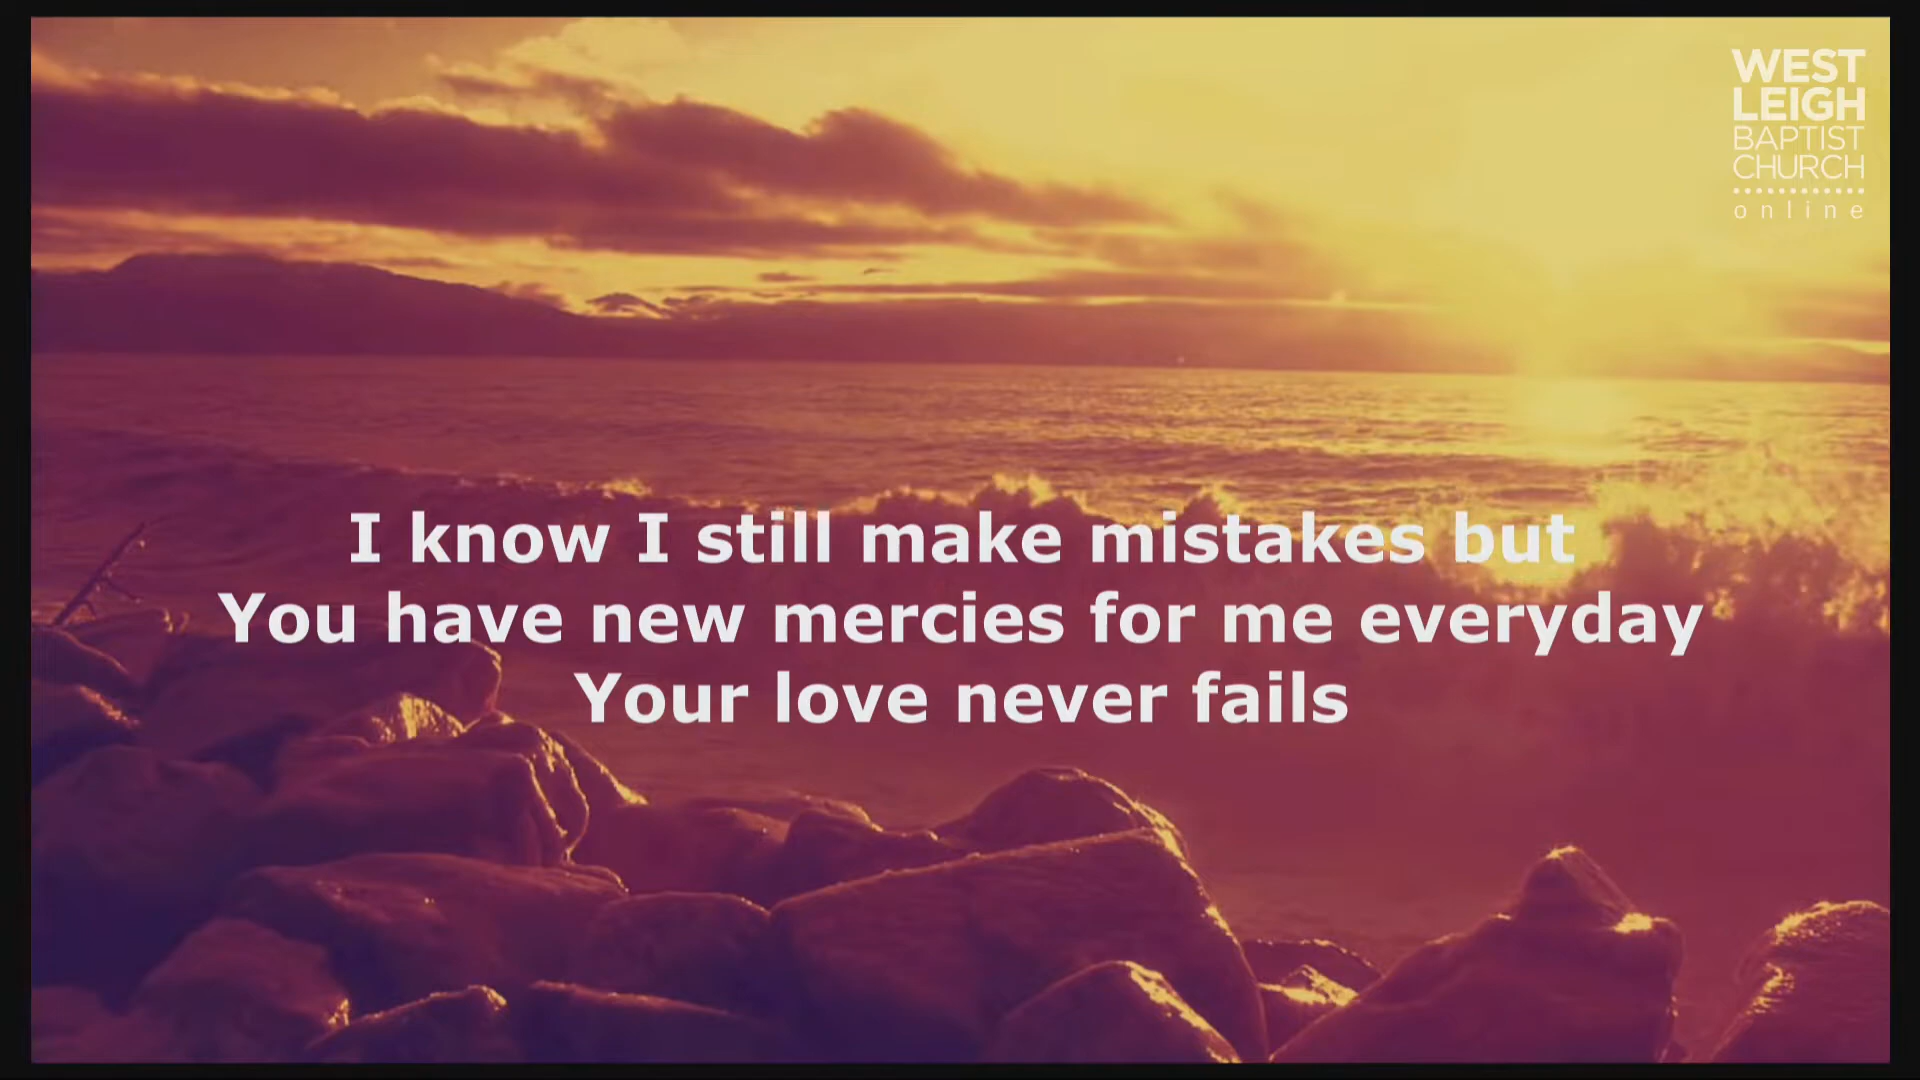 WEST
LEIGH
BAPTIST
CHURCH
online
I know I still make mistakes but
You have new mercies for me everyday
Your love never fails